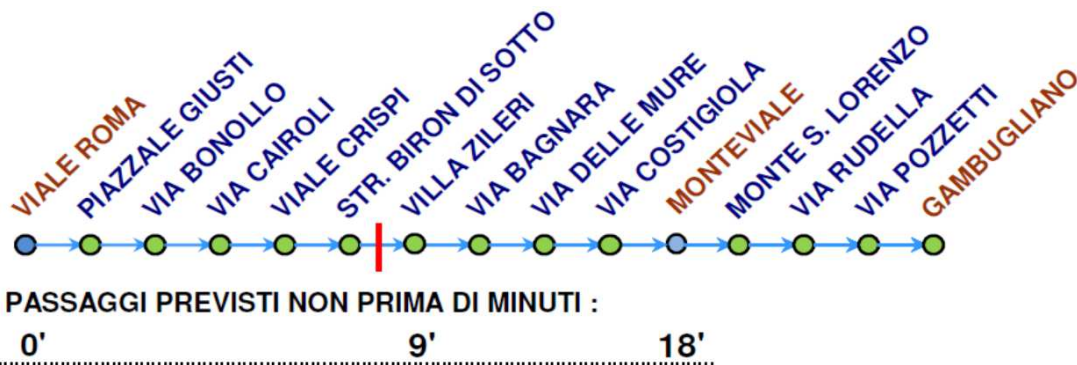 VIALE ROMA
PIAZZALE GIUSTI
VIA BONOLLO
VIA CAIROLI
VIALE CRISPI
STR. BIRON DI SOTTO
VILLA ZILERI
VIA BAGNARA
VIA DELLE MURE
VIA COSTIGIOLA
MONTEVIALE
MONTE S. LORENZO
VIA RUDELLA
VIA POZZETTI
GAMBUGLIANO
PASSAGGI PREVISTI NON PRIMA DI MINUTI :
0' 9' 18'